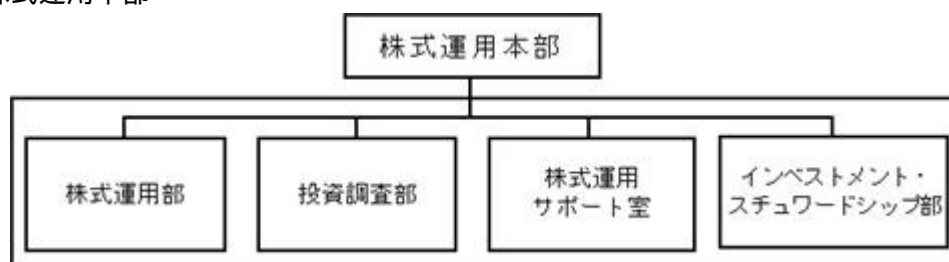 株式運用本部
株式運用部
投資調査部
株式運用
サポート室
インベストメント・
スチュワードシップ部